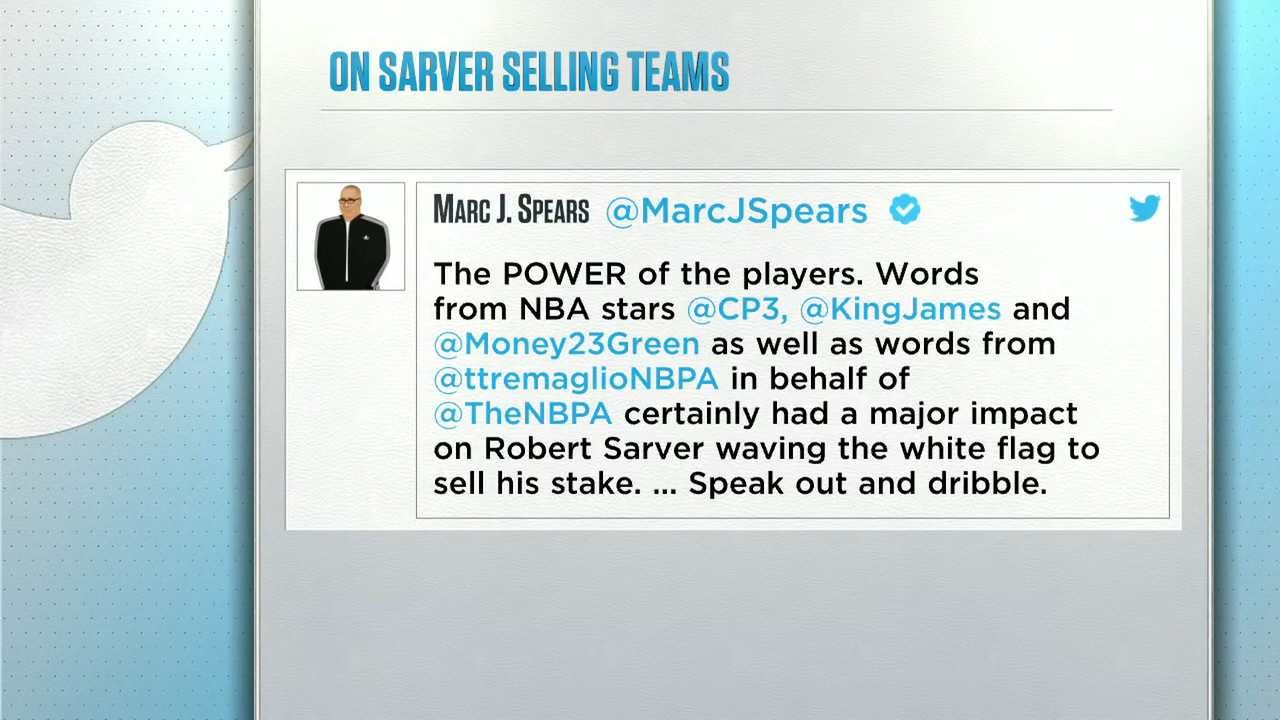 ON SARVER SELLING TEAMS
MARC J. SPEARS @MarcJSpears
The POWER of the players. Words
from NBA stars @CP3, @KingJames and
@Money23Green as well as words from
@ttremaglioNBPA in behalf of
@TheNBPA certainly had a major impact
on Robert Sarver waving the white flag to
sell his stake. ... Speak out and dribble.